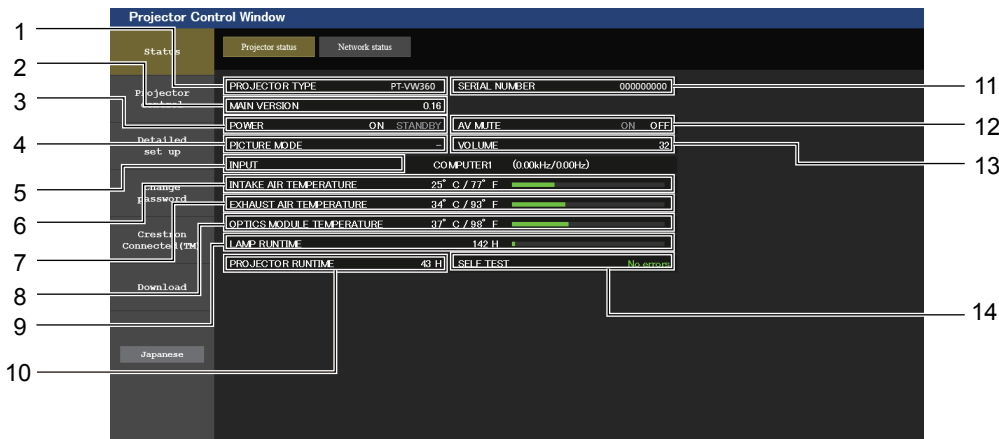 Projector Control Window
Status
Projector status
Network status
Projector control
Detailed
set up
Change
password
Crestron
Connected(TM)
Download
Japanese
PROJECTOR TYPE PT-VW360
SERIAL NUMBER 000000000
MAIN VERSION 0.16
POWER ON STANDBY
AV MUTE ON OFF
PICTURE MODE –
VOLUME 32
INPUT COMPUTER1 (0.00kHz/0.00Hz)
INTAKE AIR TEMPERATURE 25° C / 77° F
EXHAUST AIR TEMPERATURE 34° C / 93° F
OPTICS MODULE TEMPERATURE 37° C / 98° F
LAMP RUNTIME 142 H
PROJECTOR RUNTIME 43 H
SELF TEST No errors
1
2
3
4
5
6
7
8
9
10
11
12
13
14